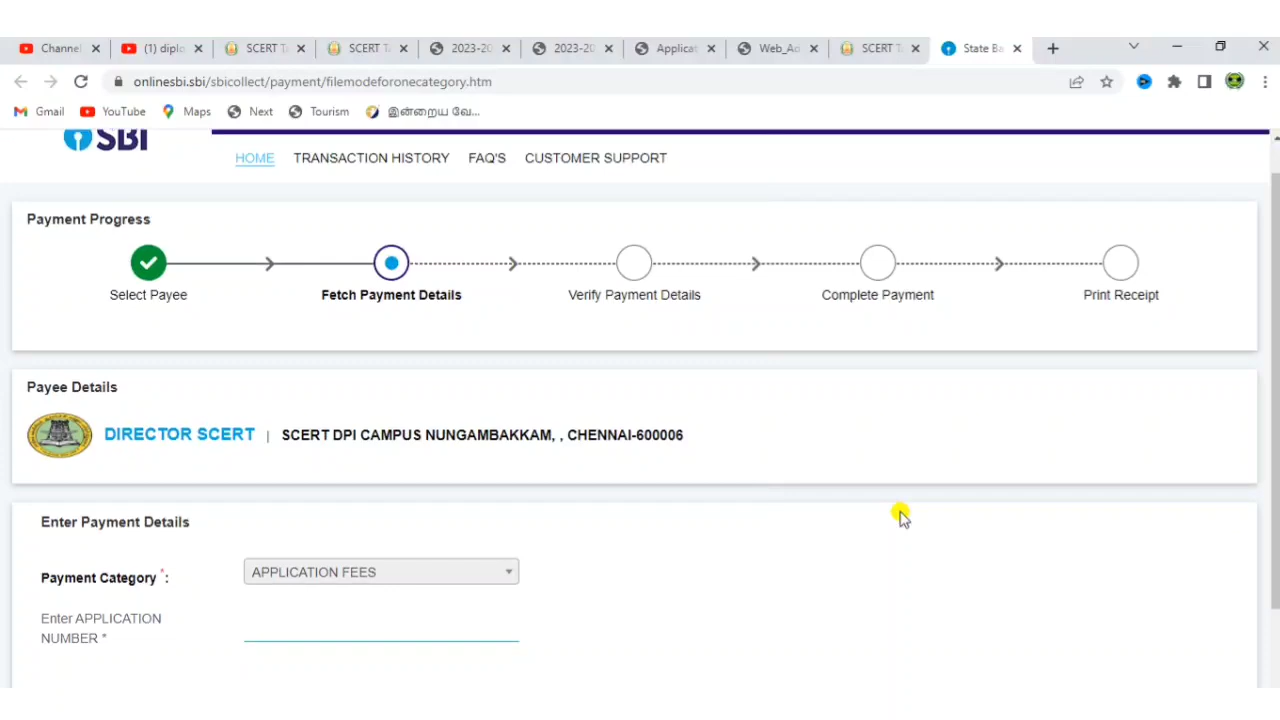 Channel (1) diplo SCERT T SCERT T 2023-20 2023-20 Applicat Web_Ad SCERT T State Ba
onlinesbi.sbi/sbicollect/payment/filemodeforonecategory.htm
Gmail YouTube Maps Next Tourism இன்றைய வே...
SBI
HOME TRANSACTION HISTORY FAQ'S CUSTOMER SUPPORT
Payment Progress
Select Payee Fetch Payment Details Verify Payment Details Complete Payment Print Receipt
Payee Details
DIRECTOR SCERT | SCERT DPI CAMPUS NUNGAMBAKKAM, , CHENNAI-600006
Enter Payment Details
Payment Category *: APPLICATION FEES
Enter APPLICATION
NUMBER *